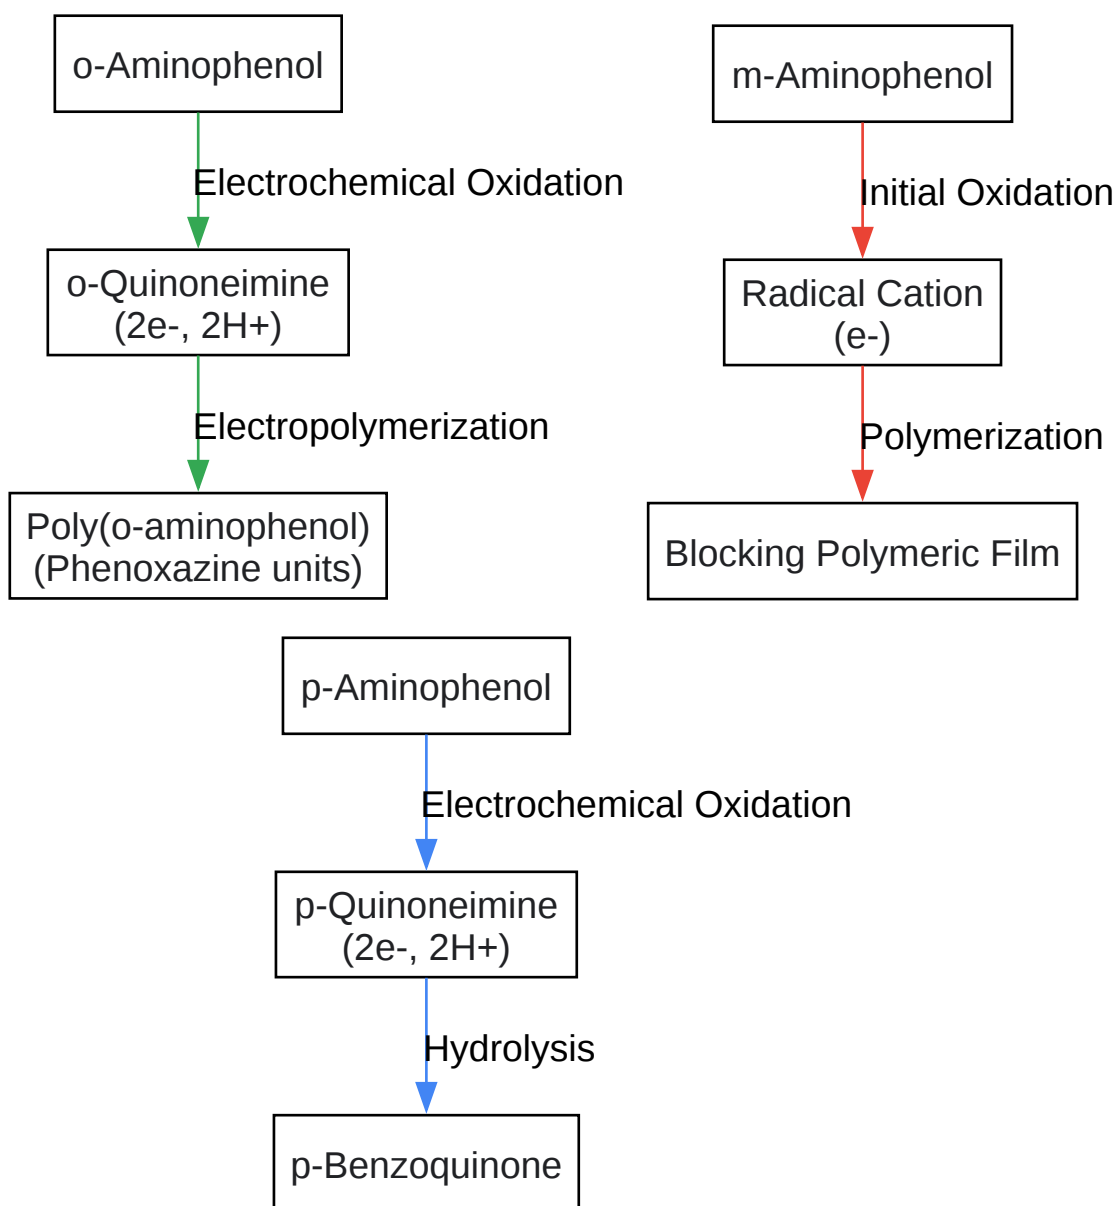 o-Aminophenol
Electrochemical Oxidation
o-Quinoneimine
(2e-, 2H+)
Electropolymerization
Poly(o-aminophenol)
(Phenoxazine units)
m-Aminophenol
Initial Oxidation
Radical Cation
(e-)
Polymerization
Blocking Polymeric Film
p-Aminophenol
Electrochemical Oxidation
p-Quinoneimine
(2e-, 2H+)
Hydrolysis
p-Benzoquinone